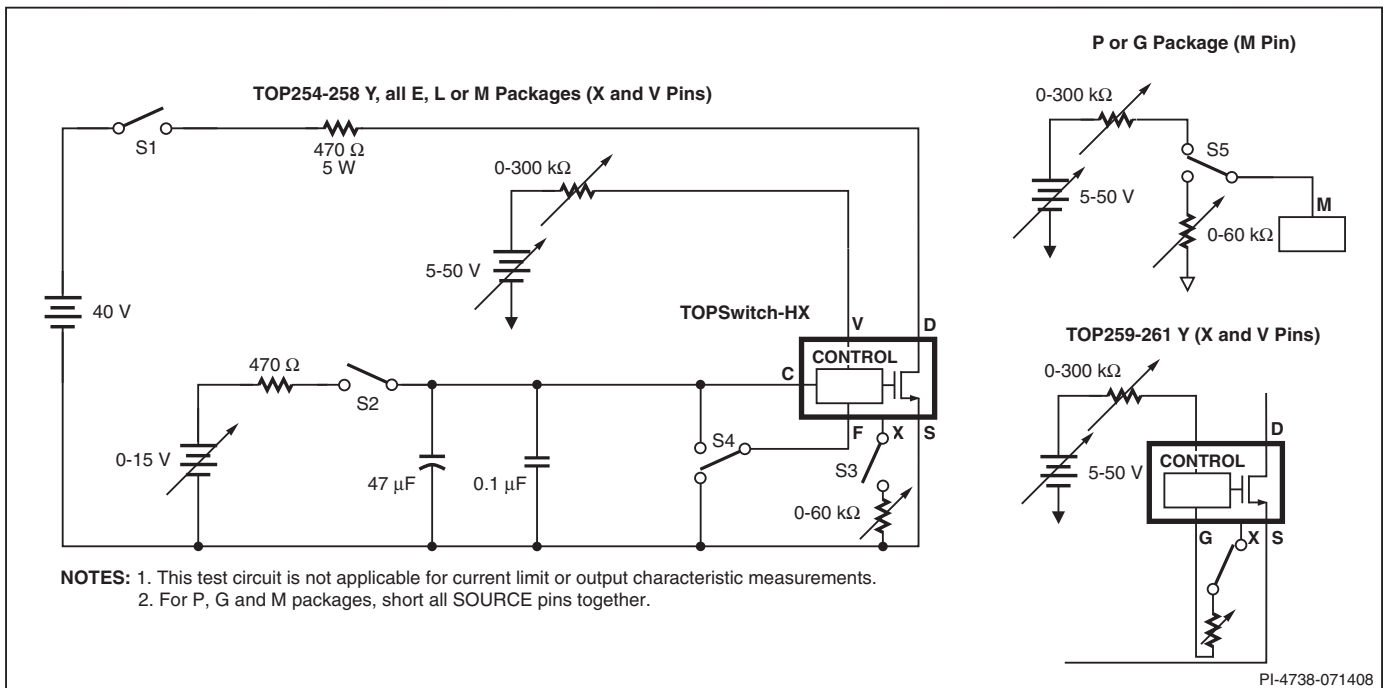 TOP254-258 Y, all E, L or M Packages (X and V Pins)
S1
470 Ω
5 W
0-300 kΩ
5-50 V
40 V
TOPSwitch-HX
V
D
CONTROL
C
470 Ω
S2
0-15 V
47 μF
0.1 μF
S4
F
X
S
S3
0-60 kΩ
P or G Package (M Pin)
0-300 kΩ
S5
5-50 V
M
0-60 kΩ
TOP259-261 Y (X and V Pins)
0-300 kΩ
D
5-50 V
CONTROL
G
X
S
NOTES: 1. This test circuit is not applicable for current limit or output characteristic measurements.
2. For P, G and M packages, short all SOURCE pins together.
PI-4738-071408